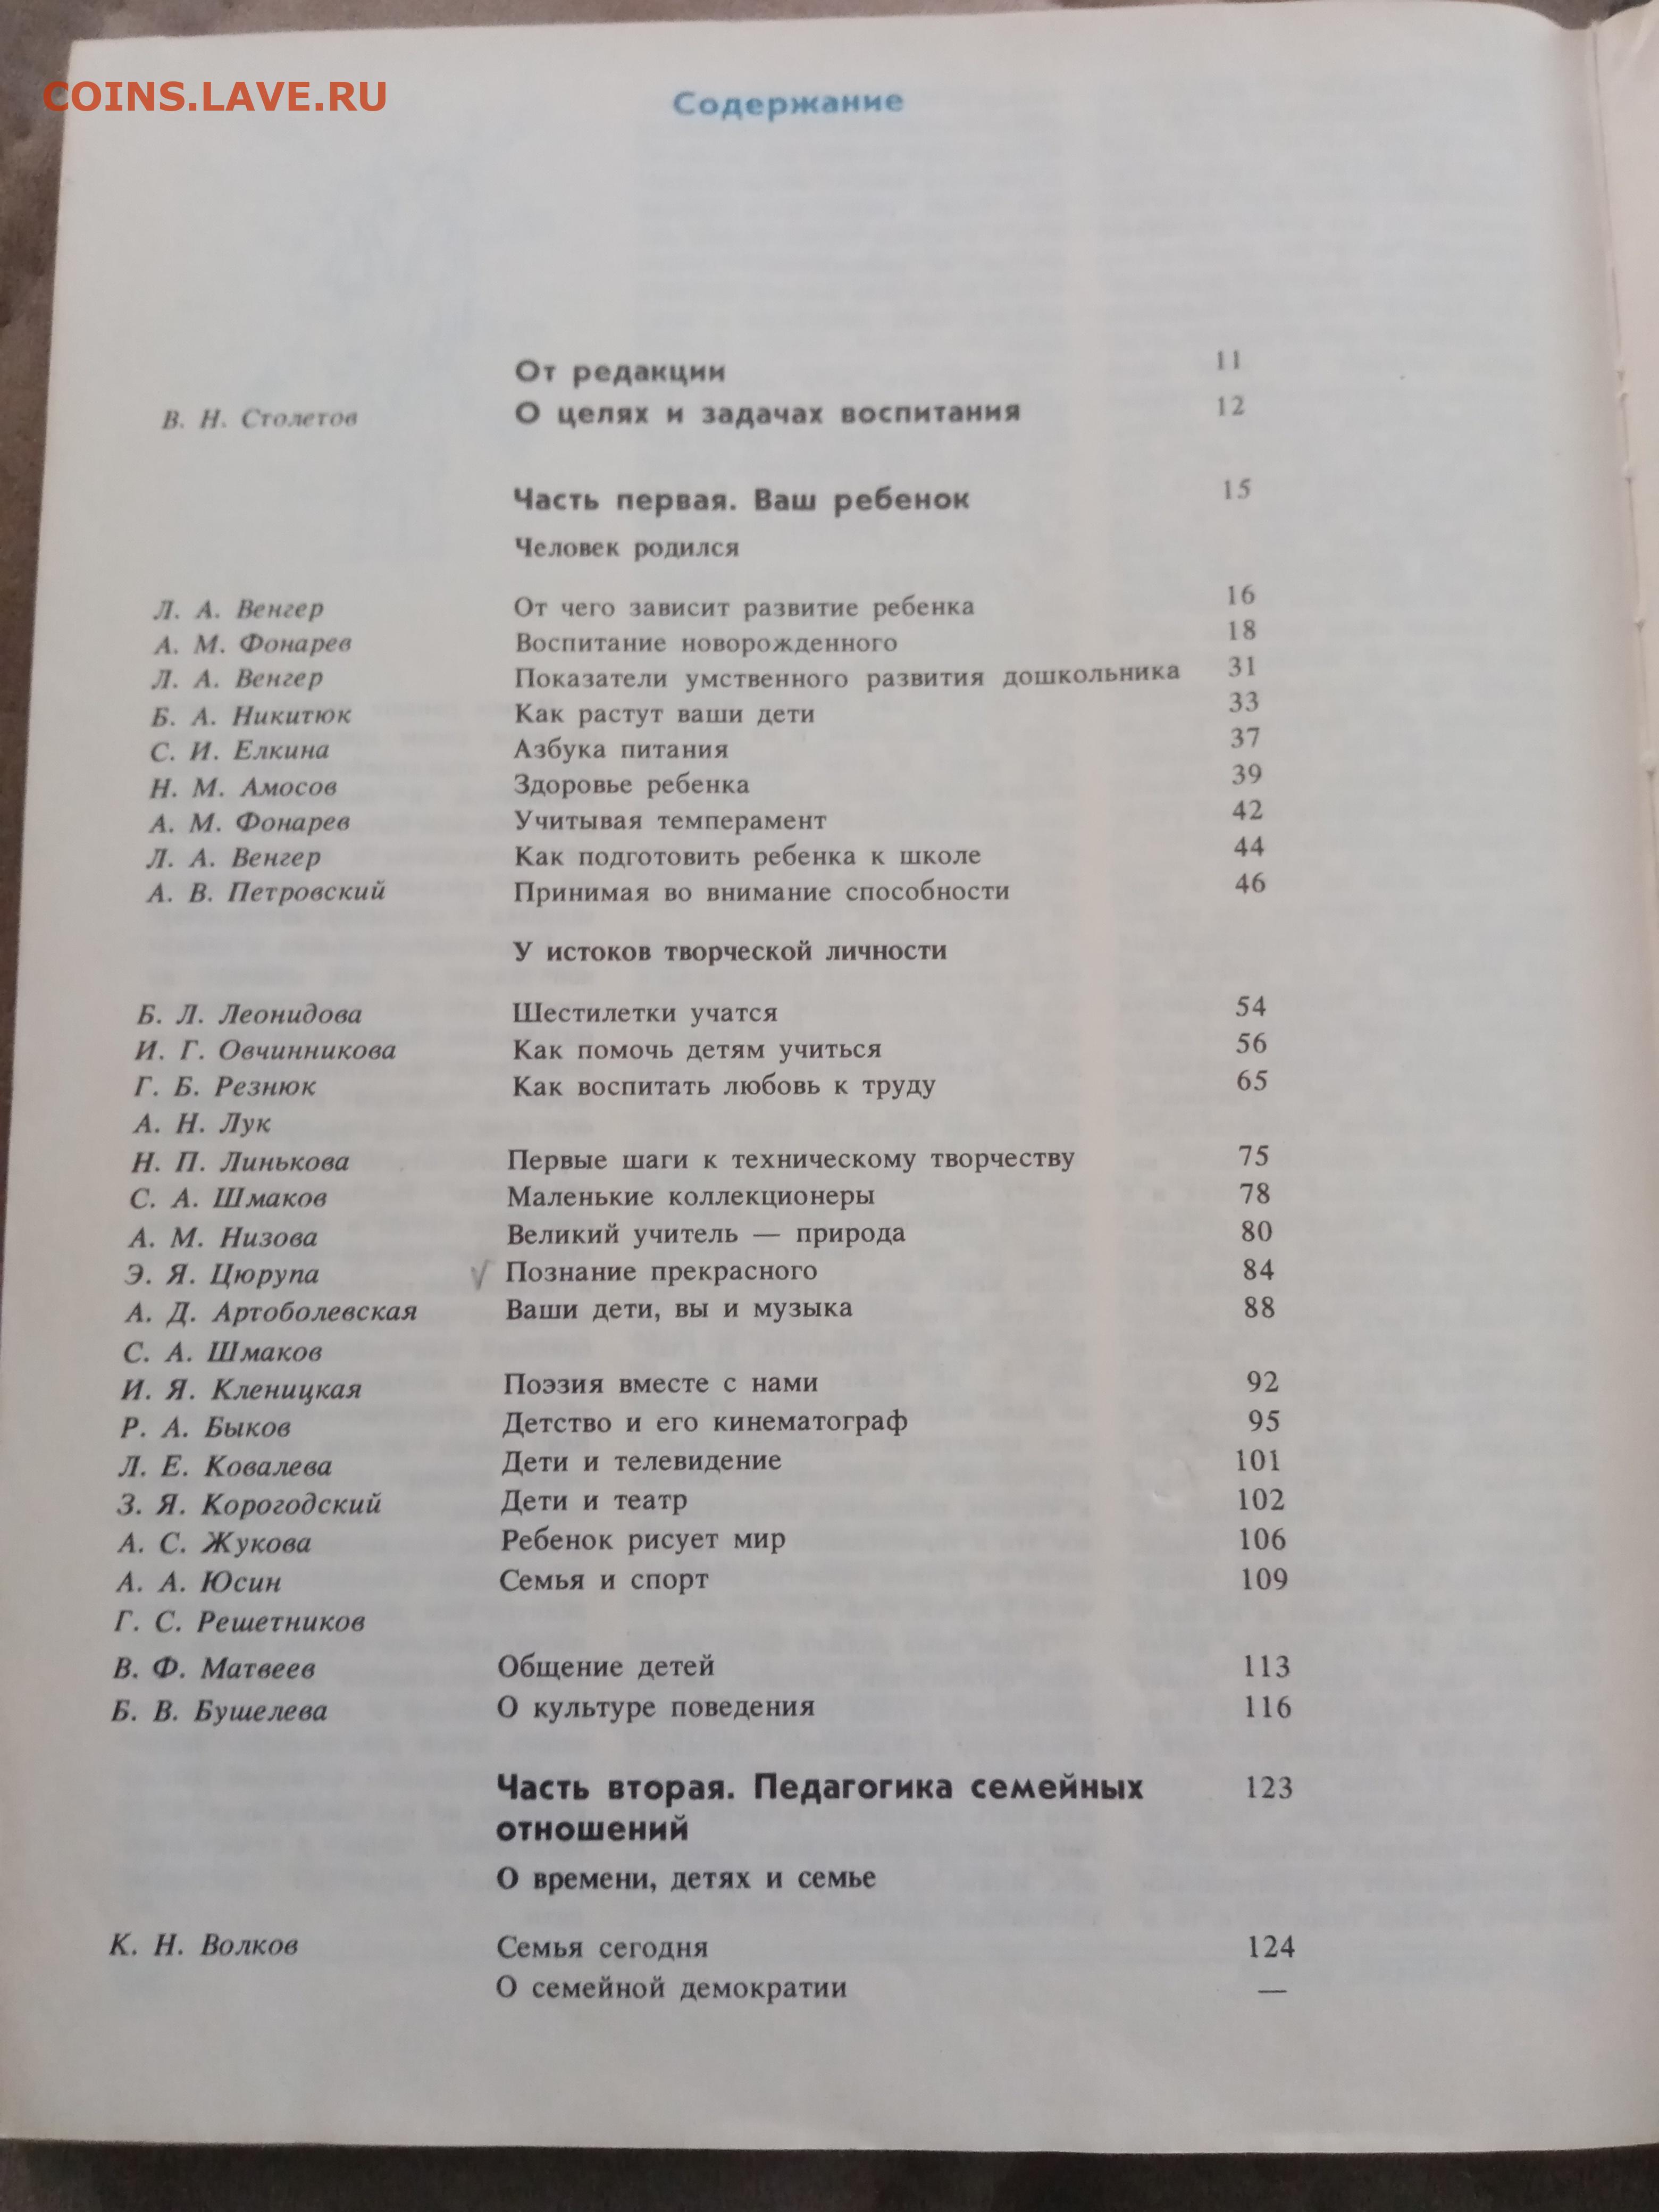 COINS.LAVE.RU
Содержание
От редакции 11
В. Н. Столетов О целях и задачах воспитания 12
Часть первая. Ваш ребенок 15
Человек родился
Л. А. Венгер От чего зависит развитие ребенка 16
А. М. Фонарев Воспитание новорожденного 18
Л. А. Венгер Показатели умственного развития дошкольника 31
Б. А. Никитюк Как растут ваши дети 33
С. И. Елкина Азбука питания 37
Н. М. Амосов Здоровье ребенка 39
А. М. Фонарев Учитывая темперамент 42
Л. А. Венгер Как подготовить ребенка к школе 44
А. В. Петровский Принимая во внимание способности 46
У истоков творческой личности
Б. Л. Леонидова Шестилетки учатся 54
И. Г. Овчинникова Как помочь детям учиться 56
Г. Б. Резнюк Как воспитать любовь к труду 65
А. Н. Лук
Н. П. Линькова Первые шаги к техническому творчеству 75
С. А. Шмаков Маленькие коллекционеры 78
А. М. Низова Великий учитель — природа 80
Э. Я. Цюрупа Познание прекрасного 84
А. Д. Артоболевская Ваши дети, вы и музыка 88
С. А. Шмаков
И. Я. Кленицкая Поэзия вместе с нами 92
Р. А. Быков Детство и его кинематограф 95
Л. Е. Ковалева Дети и телевидение 101
З. Я. Корогодский Дети и театр 102
А. С. Жукова Ребенок рисует мир 106
А. А. Юсин Семья и спорт 109
Г. С. Решетников
В. Ф. Матвеев Общение детей 113
Б. В. Бушелева О культуре поведения 116
Часть вторая. Педагогика семейных 123
отношений
О времени, детях и семье
К. Н. Волков Семья сегодня 124
О семейной демократии —